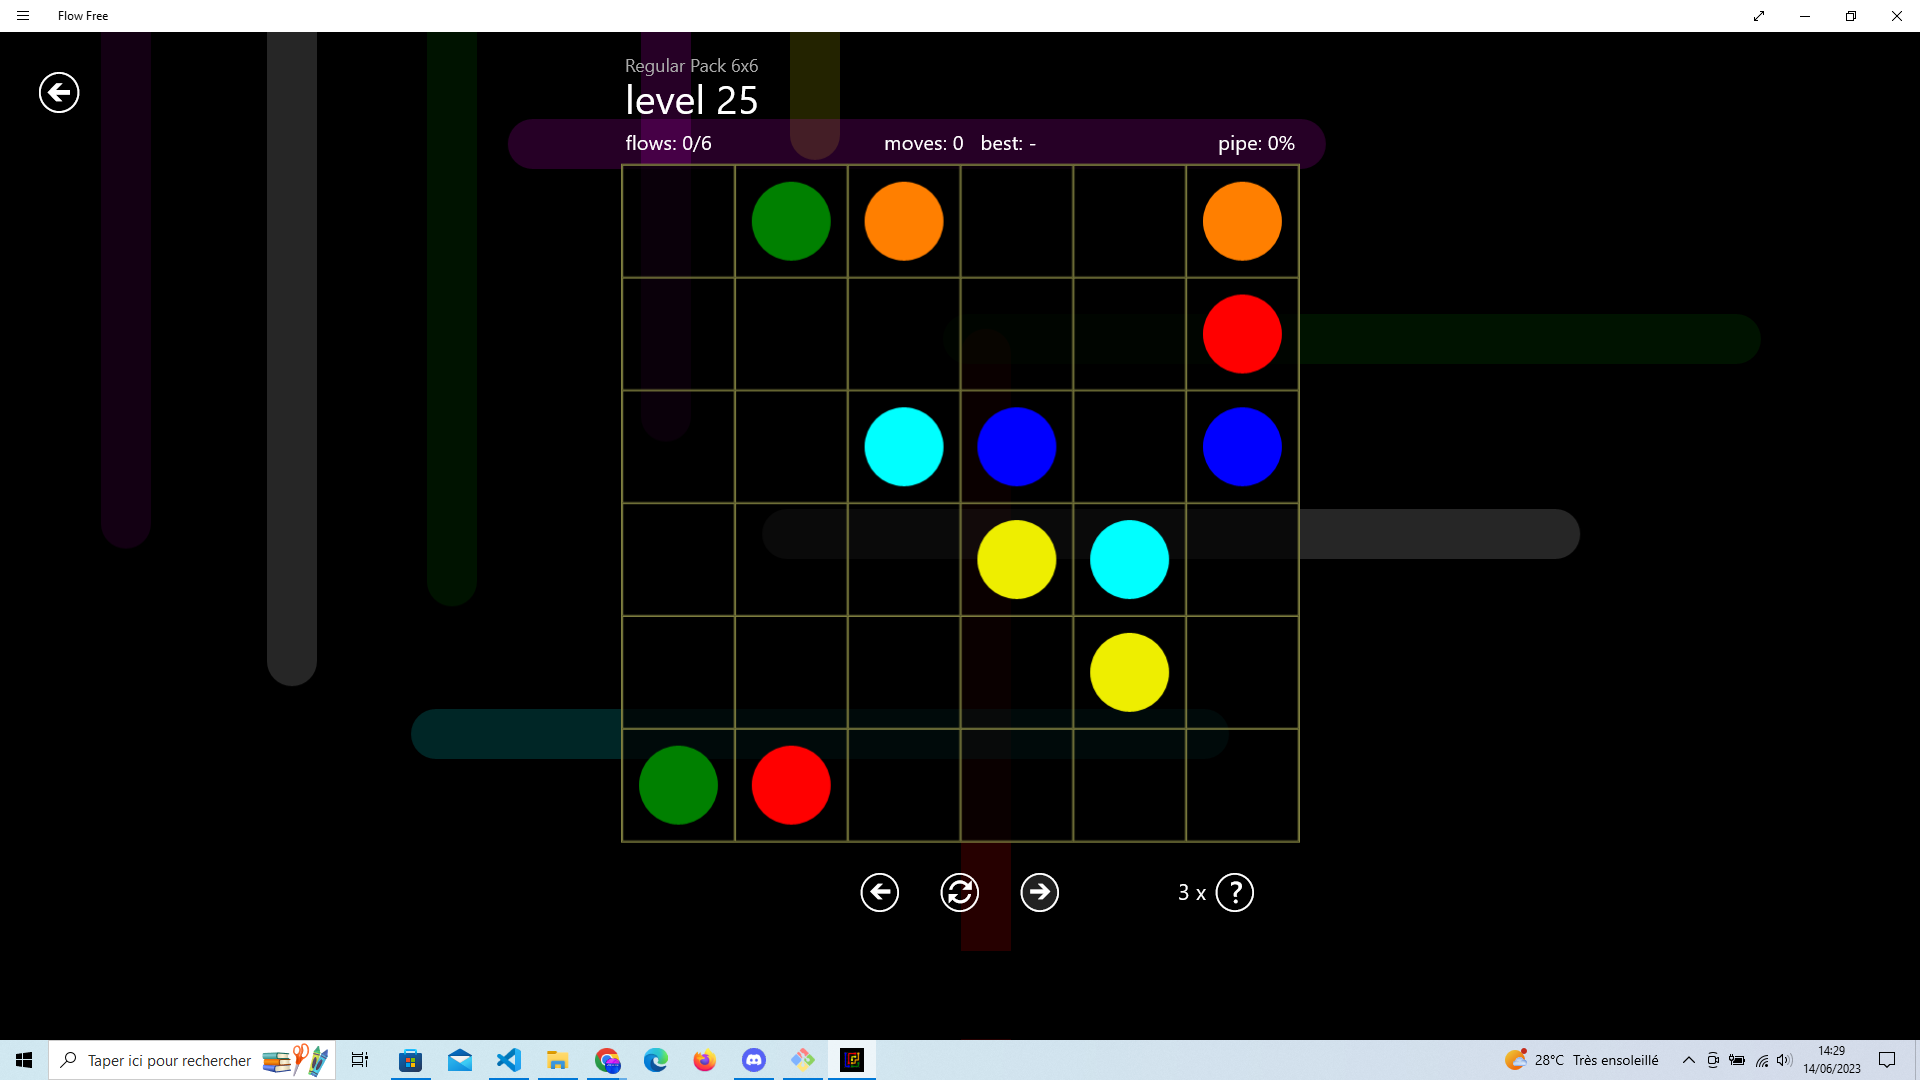 Flow Free
Regular Pack 6x6
level 25
flows: 0/6
moves: 0 best: -
pipe: 0%
3 x ?
Taper ici pour rechercher
28°C Très ensoleillé
14:29
14/06/2023